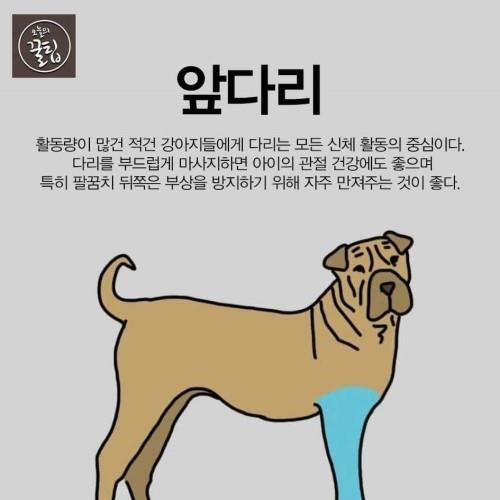 오늘의
꿀팁
앞다리
활동량이 많건 적건 강아지들에게 다리는 모든 신체 활동의 중심이다.
다리를 부드럽게 마사지하면 아이의 관절 건강에도 좋으며
특히 팔꿈치 뒤쪽은 부상을 방지하기 위해 자주 만져주는 것이 좋다.